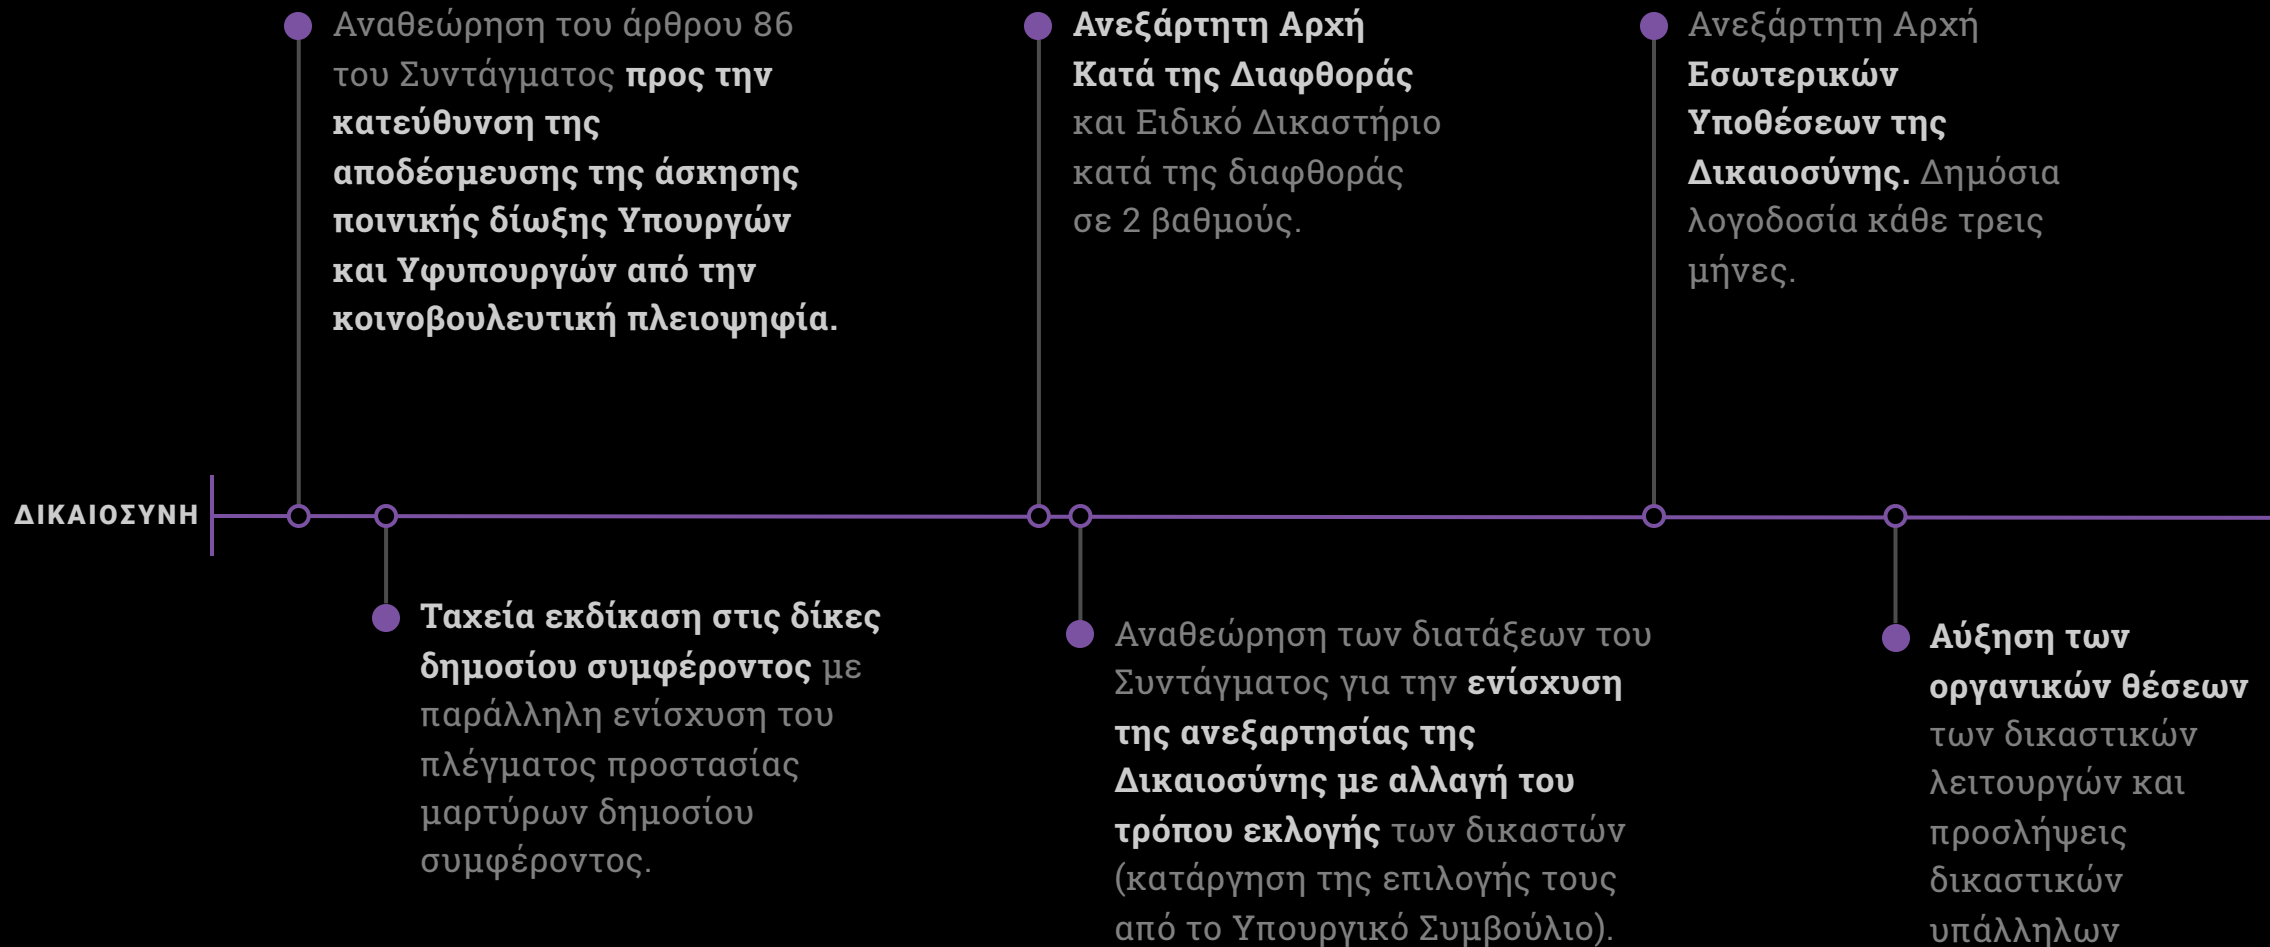 Αναθεώρηση του άρθρου 86
του Συντάγματος προς την
κατεύθυνση της
αποδέσμευσης της άσκησης
ποινικής δίωξης Υπουργών
και Υφυπουργών από την
κοινοβουλευτική πλειοψηφία.
Ανεξάρτητη Αρχή
Κατά της Διαφθοράς
και Ειδικό Δικαστήριο
κατά της διαφθοράς
σε 2 βαθμούς.
Ανεξάρτητη Αρχή
Εσωτερικών
Υποθέσεων της
Δικαιοσύνης. Δημόσια
λογοδοσία κάθε τρεις
μήνες.
ΔΙΚΑΙΟΣΥΝΗ
Ταχεία εκδίκαση στις δίκες
δημοσίου συμφέροντος με
παράλληλη ενίσχυση του
πλέγματος προστασίας
μαρτύρων δημοσίου
συμφέροντος.
Αναθεώρηση των διατάξεων του
Συντάγματος για την ενίσχυση
της ανεξαρτησίας της
Δικαιοσύνης με αλλαγή του
τρόπου εκλογής των δικαστών
(κατάργηση της επιλογής τους
από το Υπουργικό Συμβούλιο).
Αύξηση των
οργανικών θέσεων
των δικαστικών
λειτουργών και
προσλήψεις
δικαστικών
υπάλληλων